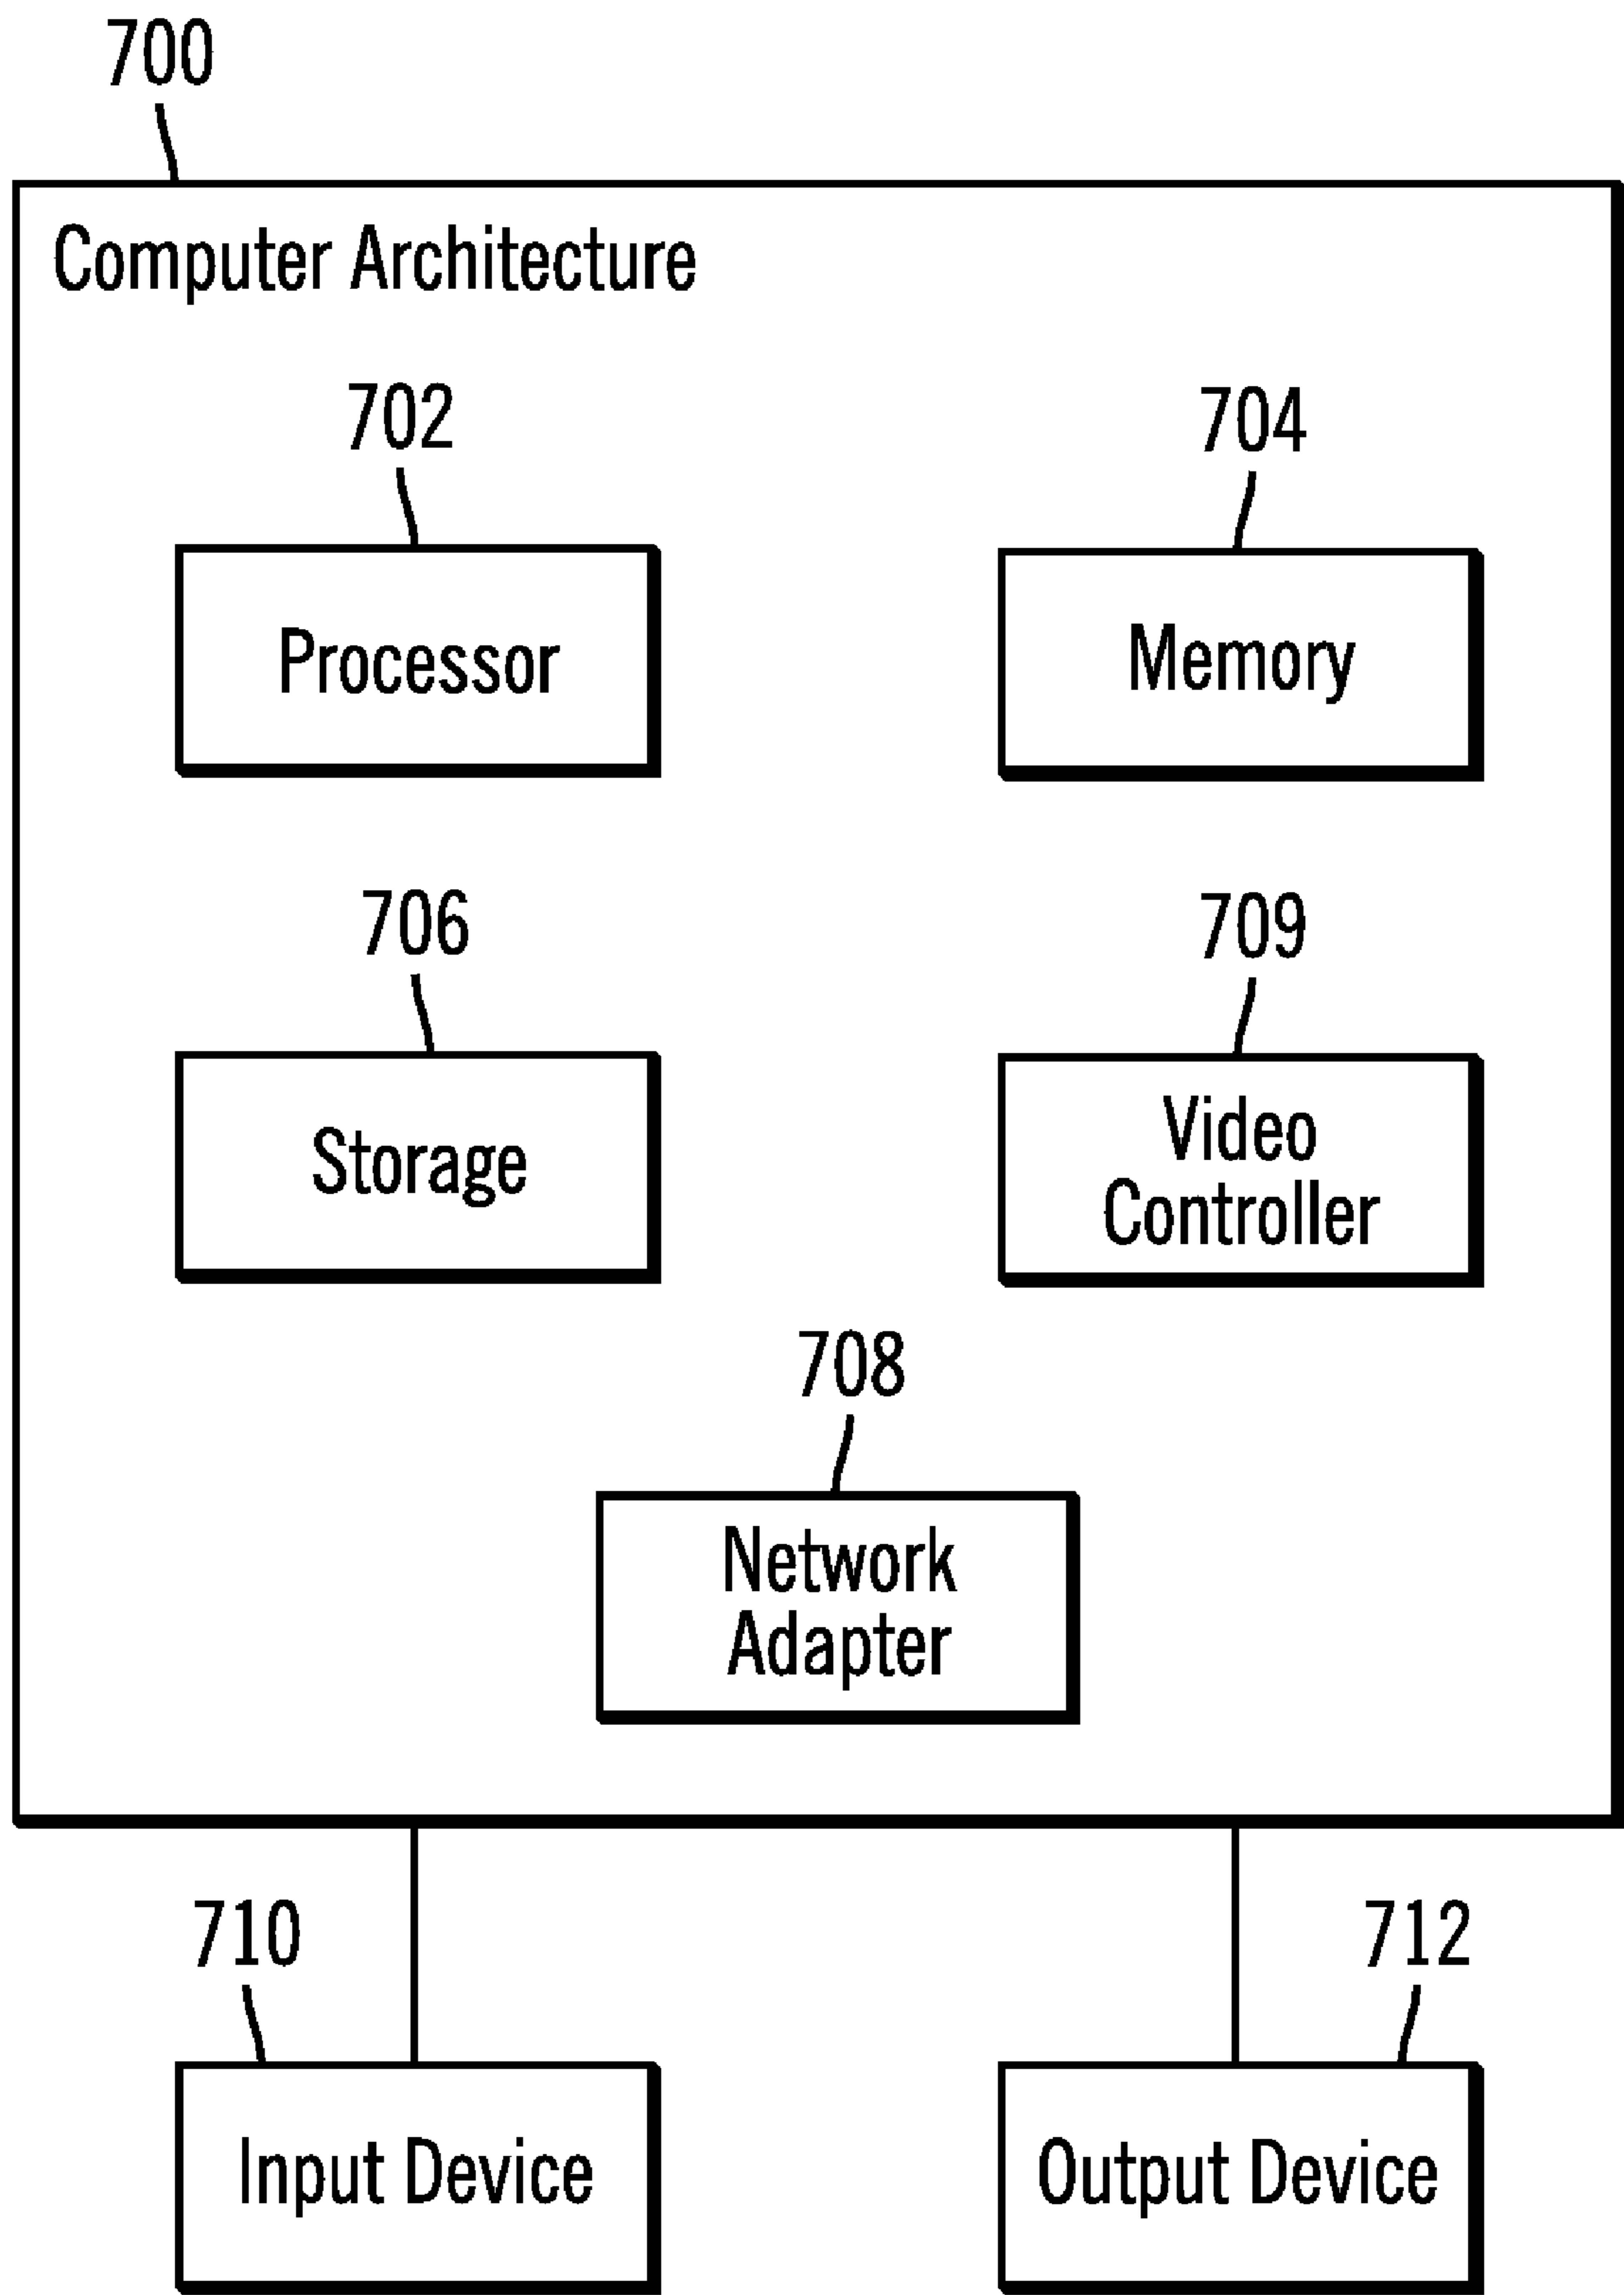 700
Computer Architecture
702
704
Processor
Memory
706
709
Storage
Video
Controller
708
Network
Adapter
710
712
Input Device
Output Device